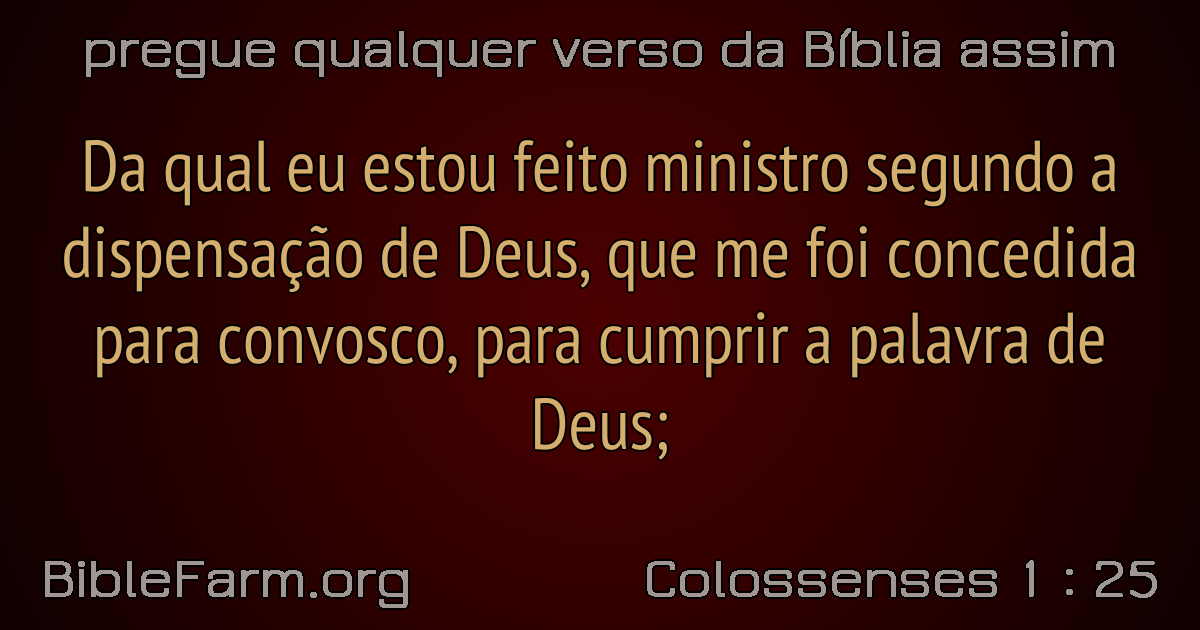 pregue qualquer verso da Bíblia assim
Da qual eu estou feito ministro segundo a
dispensação de Deus, que me foi concedida
para convosco, para cumprir a palavra de
Deus;
BibleFarm.org
Colossenses 1 : 25